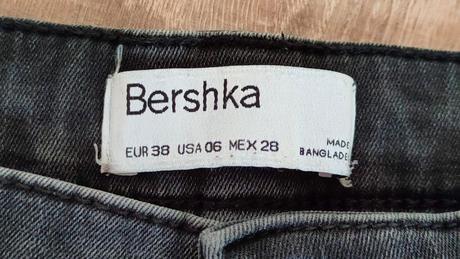 Bershka
EUR 38 USA 06 MEX 28
MADE
BANGLADE